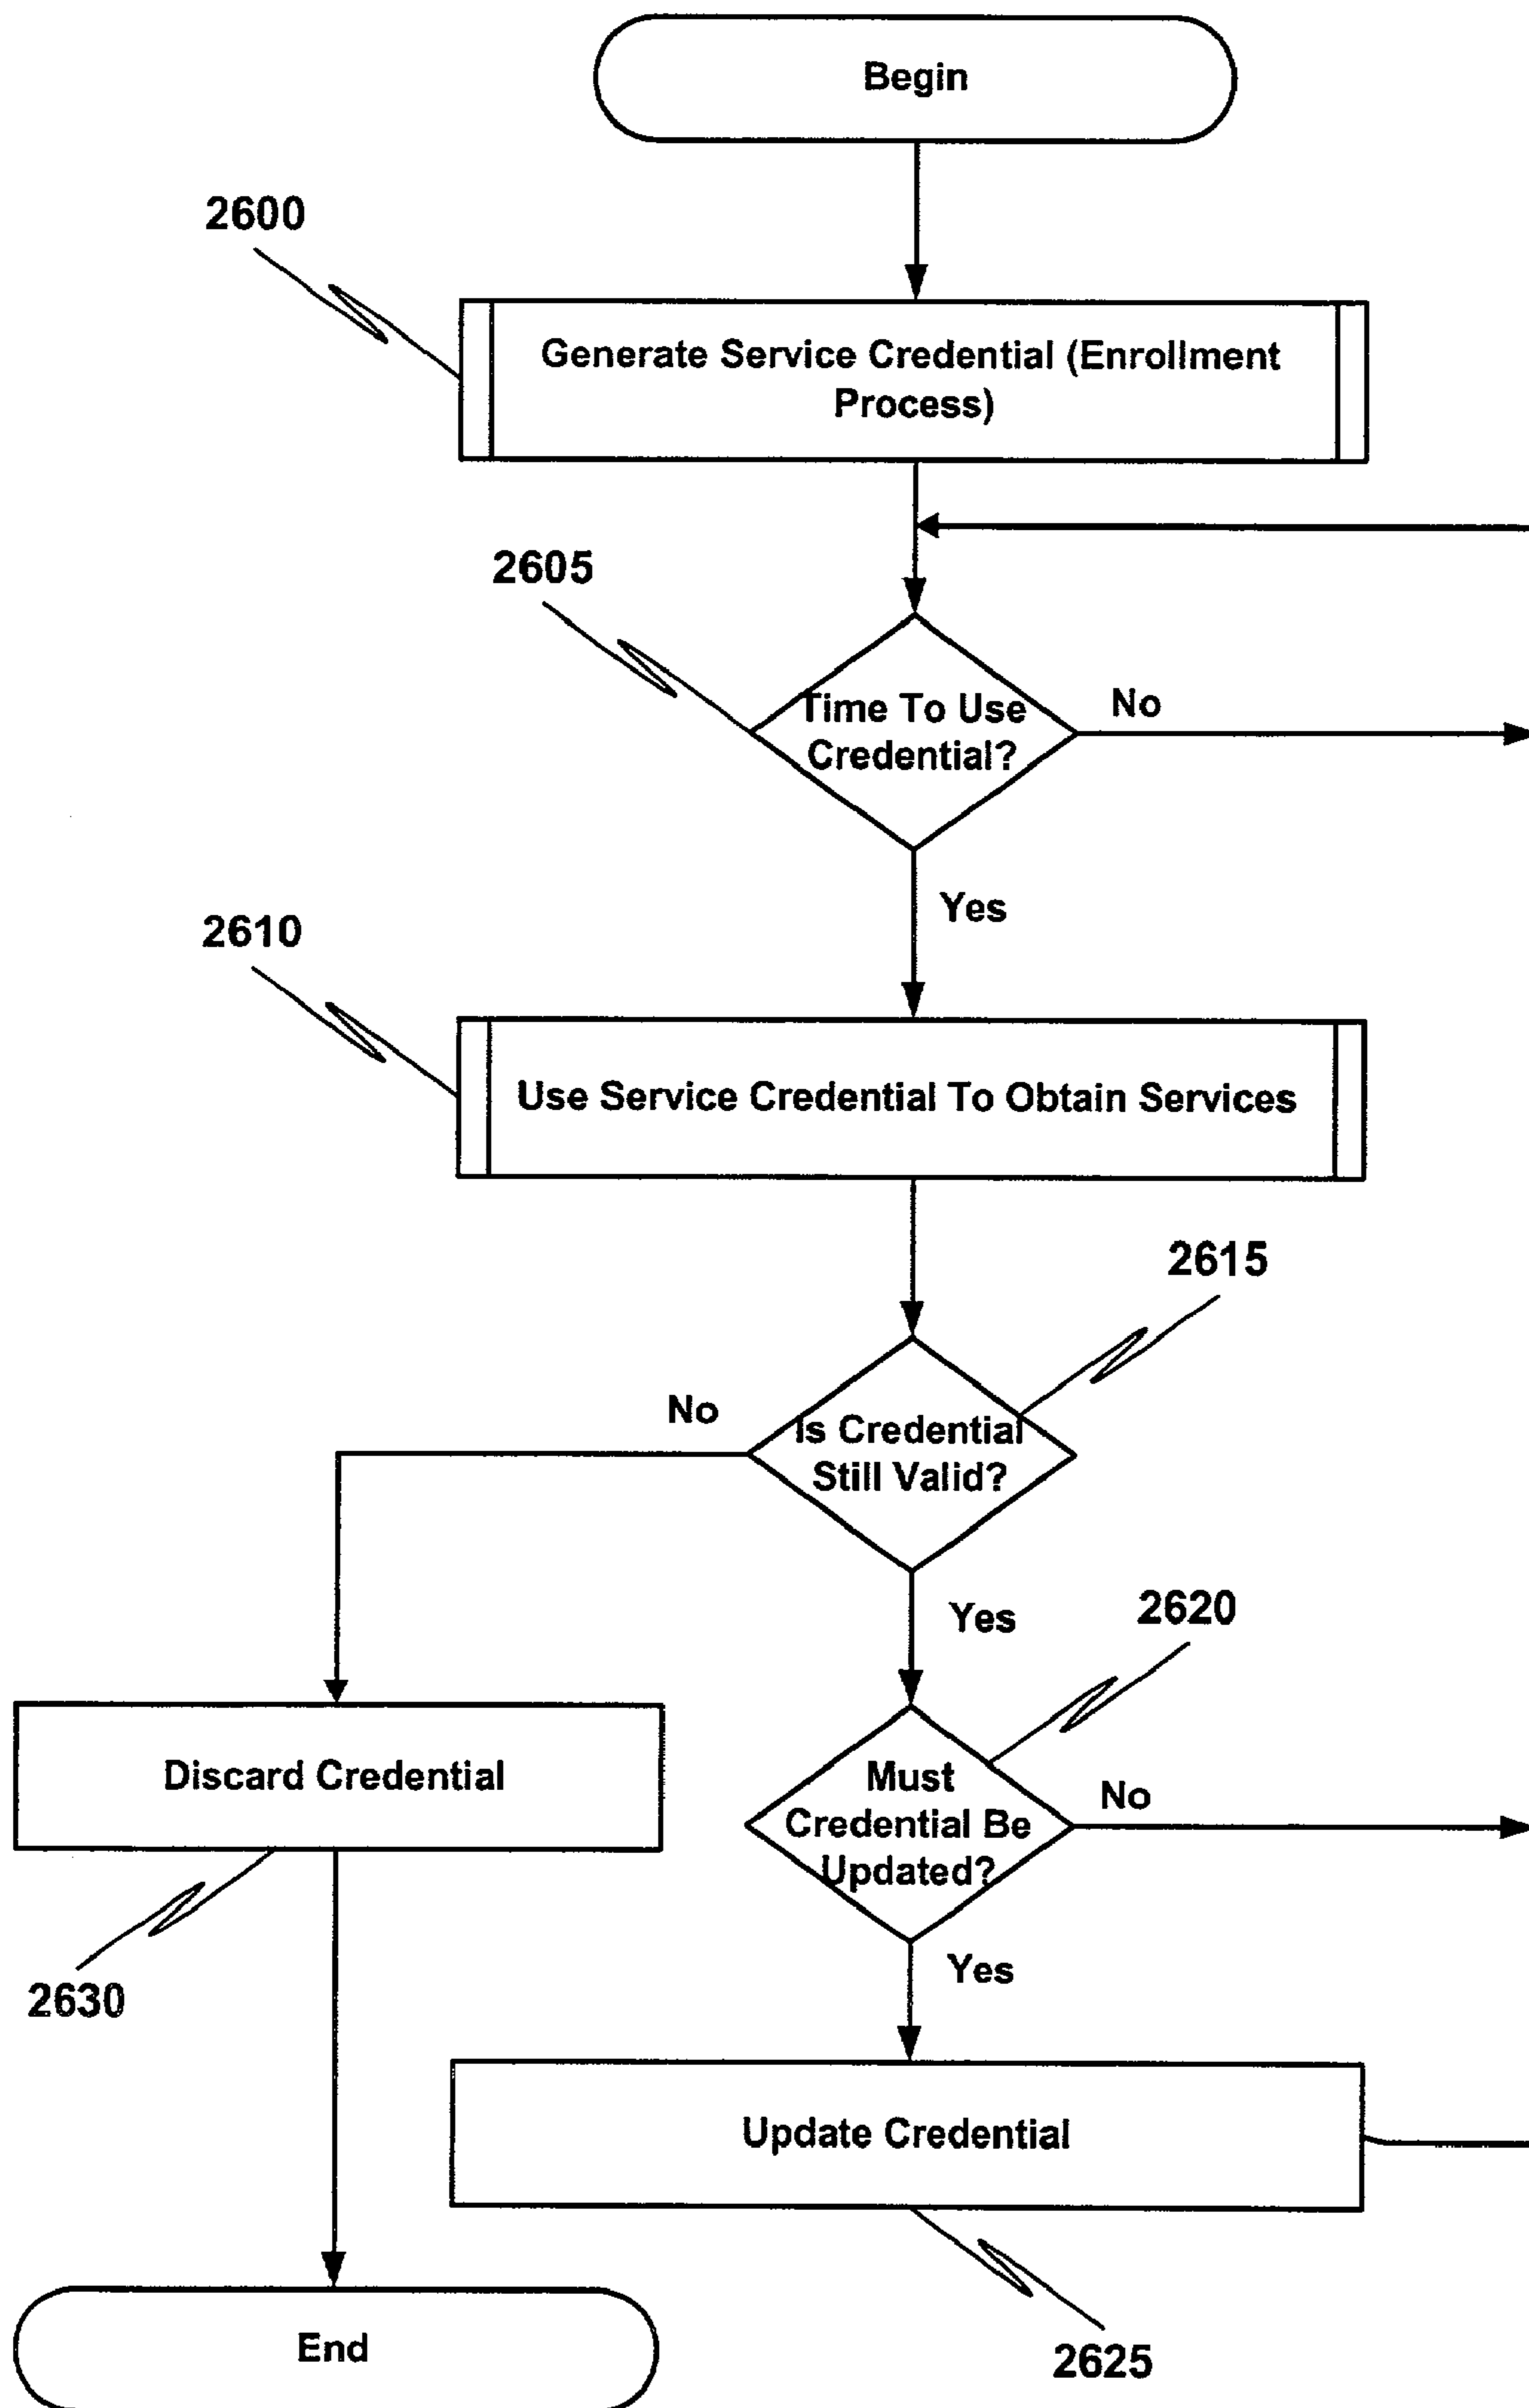 Begin
2600
Generate Service Credential (Enrollment
Process)
2605
Time To Use
Credential?
No
Yes
2610
Use Service Credential To Obtain Services
2615
Is Credential
Still Valid?
No
Yes
2620
Discard Credential
Must
Credential Be
Updated?
No
2630
Yes
Update Credential
End
2625